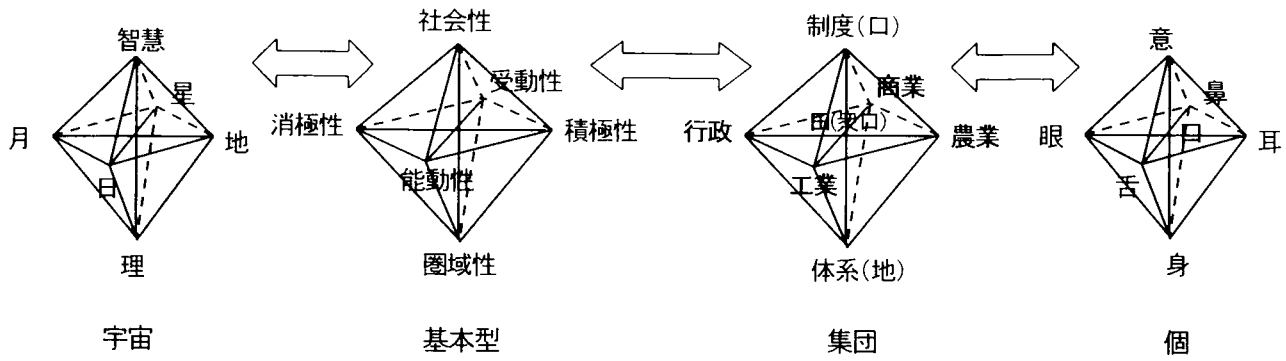 智慧
星
月
地
日
理
宇宙
社会性
受動性
消極性
積極性
能動性
圏域性
基本型
制度(口)
商業
行政
農業
工業
体系(地)
集団
意
鼻
眼
口
耳
舌
身
個